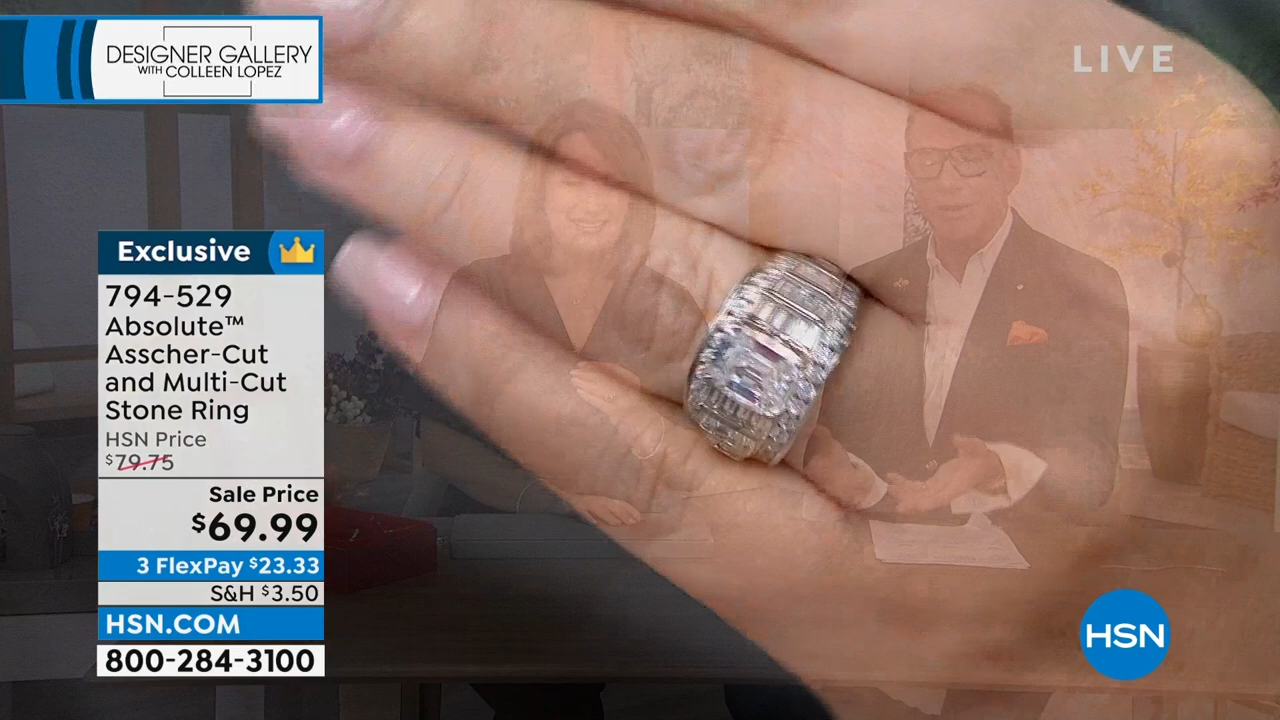 DESIGNER GALLERY
WITH COLLEEN LOPEZ
LIVE
Exclusive
794-529
Absolute™
Asscher-Cut
and Multi-Cut
Stone Ring
HSN Price
$79.75
Sale Price
$69.99
3 FlexPay $23.33
S&H $3.50
HSN.COM
800-284-3100
HSN